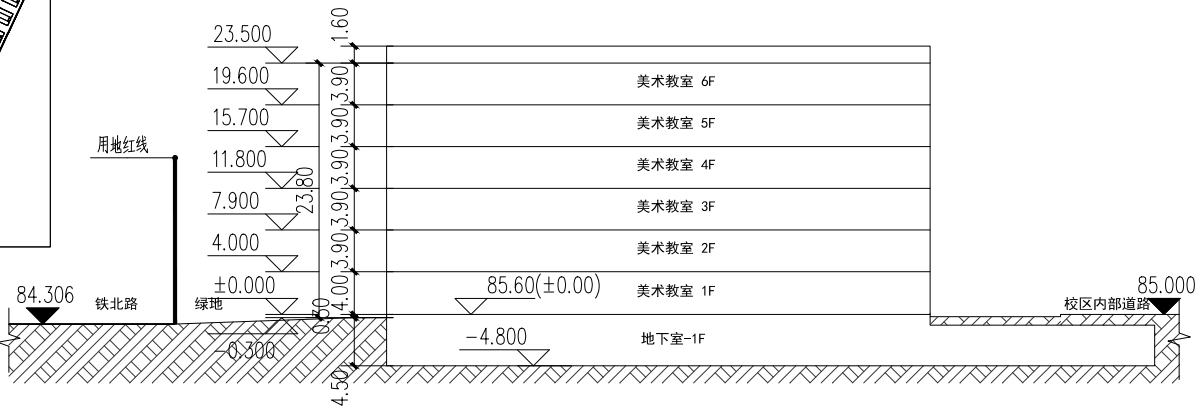 23.500
1.60
19.600
3.90
美术教室 6F
15.700
3.90
美术教室 5F
用地红线
11.800
3.90
美术教室 4F
23.80
7.900
3.90
美术教室 3F
4.000
3.90
美术教室 2F
84.306
铁北路
绿地
±0.000
4.00
85.60(±0.00)
美术教室 1F
校区内部道路
85.000
0.30
-0.300
-4.800
地下室-1F
4.50